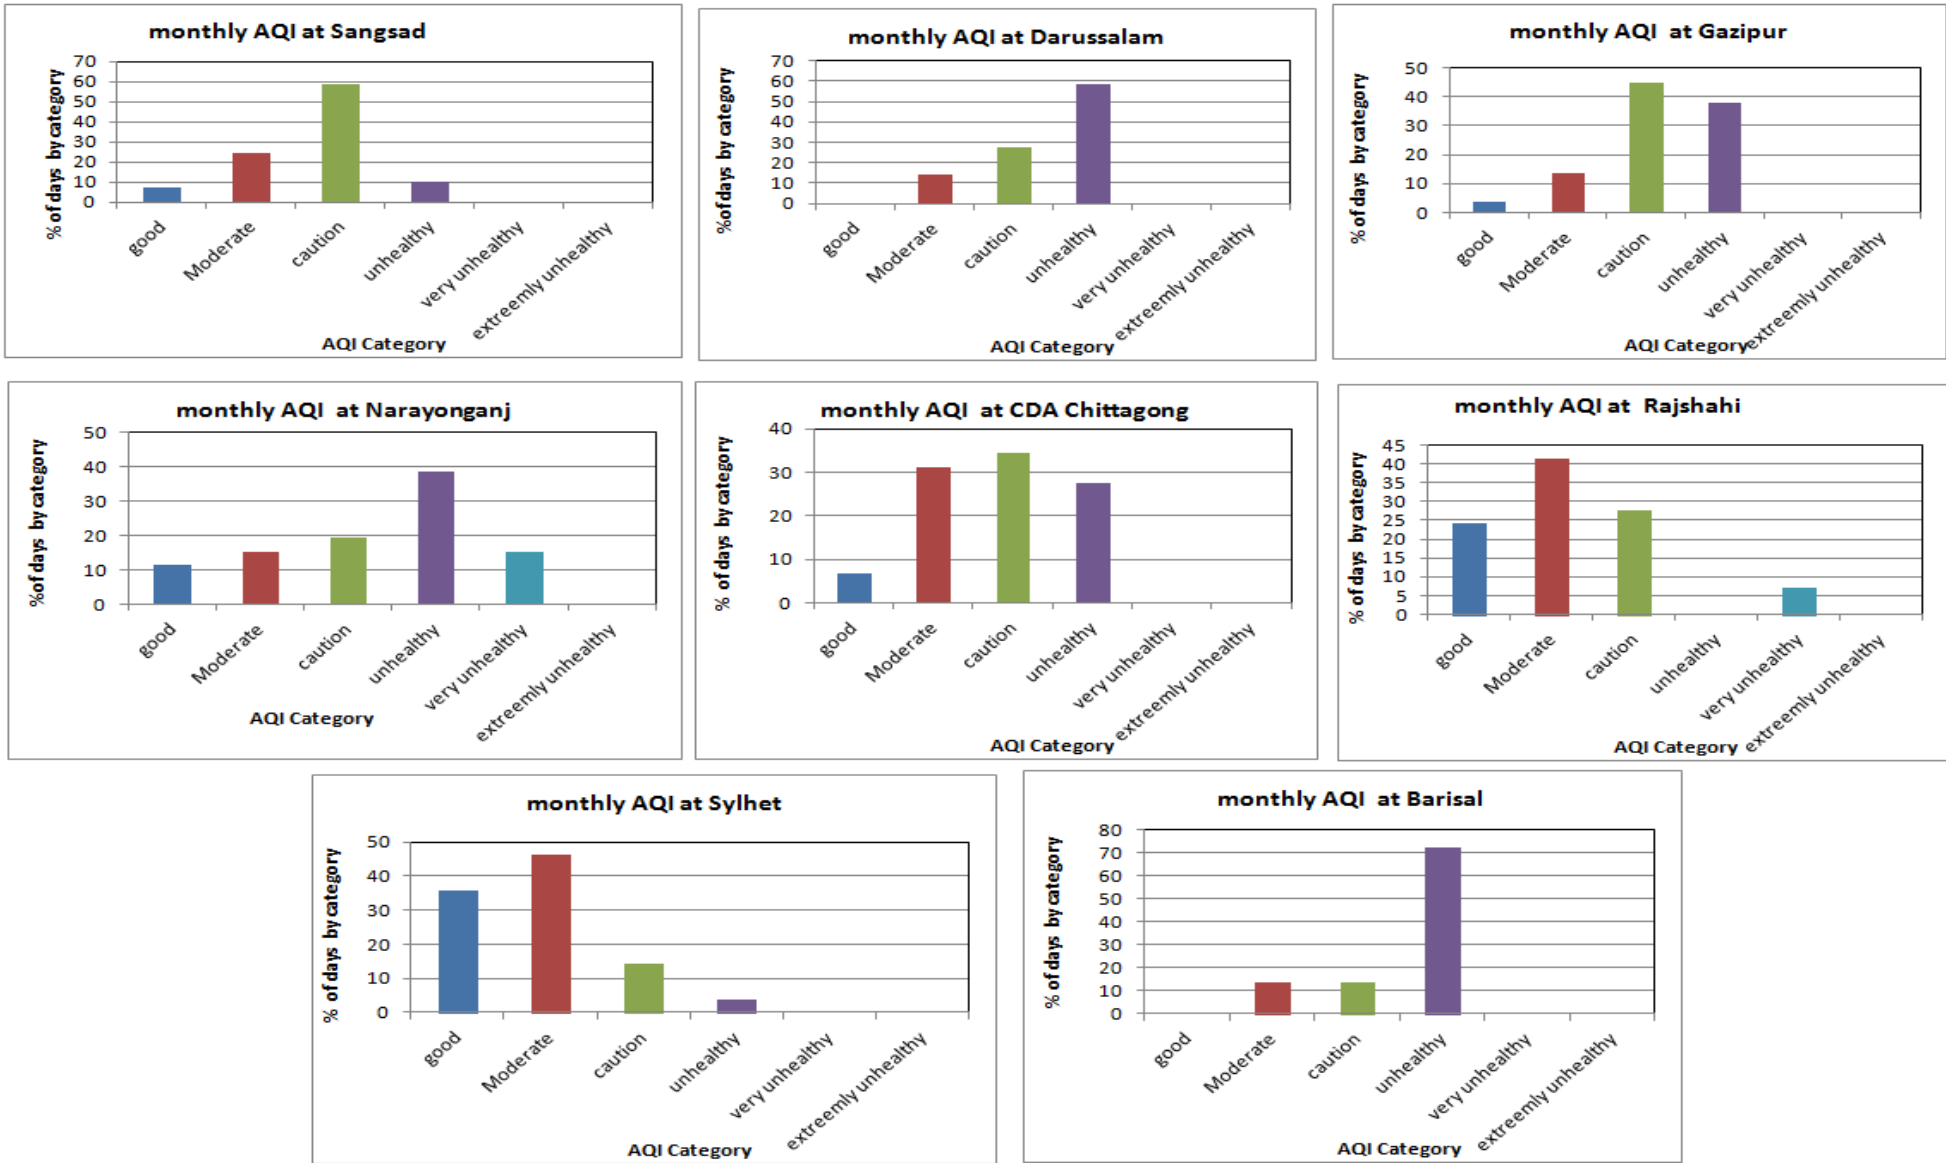 monthly AQI at Sangsad
% of days by category
70
60
50
40
30
20
10
0
good
Moderate
caution
unhealthy
very unhealthy
extreemly unhealthy
AQI Category
monthly AQI at Darussalam
%of days by category
70
60
50
40
30
20
10
0
good
Moderate
caution
unhealthy
very unhealthy
extreemly unhealthy
AQI Category
monthly AQI at Gazipur
% of days by category
50
40
30
20
10
0
good
Moderate
caution
unhealthy
very unhealthy
extreemly unhealthy
AQI Category
monthly AQI at Narayonganj
%of days by category
50
40
30
20
10
0
good
Moderate
caution
unhealthy
very unhealthy
extreemly unhealthy
AQI Category
monthly AQI at CDA Chittagong
% of days by category
40
30
20
10
0
good
Moderate
caution
unhealthy
very unhealthy
extreemly unhealthy
AQI Category
monthly AQI at Rajshahi
% of days by category
45
40
35
30
25
20
15
10
5
0
good
Moderate
caution
unhealthy
very unhealthy
extreemly unhealthy
AQI Category
monthly AQI at Sylhet
% of days by category
50
40
30
20
10
0
good
Moderate
caution
unhealthy
very unhealthy
extreemly unhealthy
AQI Category
monthly AQI at Barisal
% of days by category
80
70
60
50
40
30
20
10
0
good
Moderate
caution
unhealthy
very unhealthy
extreemly unhealthy
AQI Category